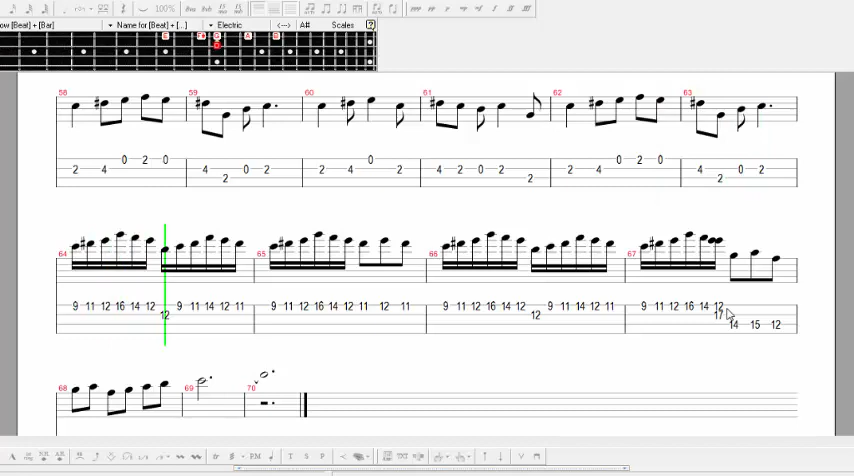 100%
ow [Beat] + [Bar] Name for [Beat] + [...] Electric A# Scales ?
E F# G A B
D
58 59 60 61 62 63
2 4 0 2 0 4 2 0 2 2 4 0 2 4 2 0 2 2 2 4 0 2 0 4 2 0 2
64 65 66 67
9 11 12 16 14 12 12 9 11 14 12 11 9 11 12 16 14 12 11 12 11 9 11 12 16 14 12 12 9 11 14 12 11 9 11 12 16 14 12 17 14 15 12
68 69 70
P.M T S P